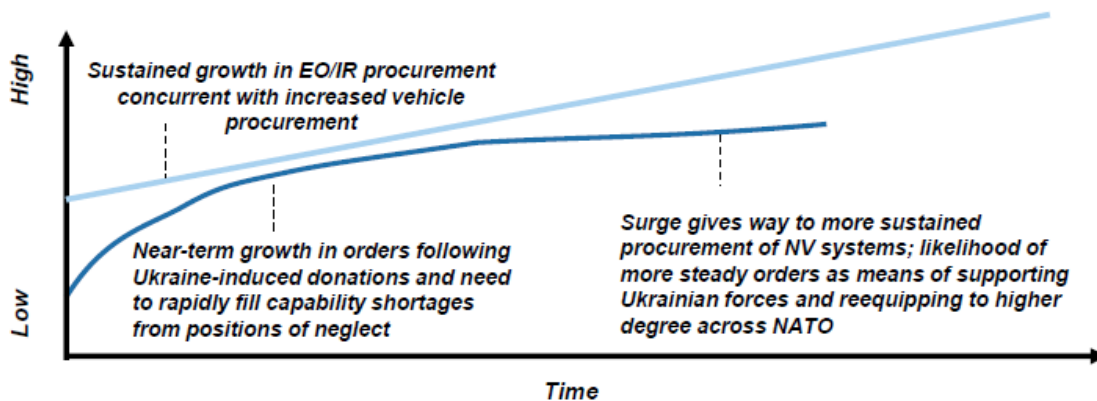 High
Sustained growth in EO/IR procurement
concurrent with increased vehicle
procurement
Near-term growth in orders following
Ukraine-induced donations and need
to rapidly fill capability shortages
from positions of neglect
Surge gives way to more sustained
procurement of NV systems; likelihood of
more steady orders as means of supporting
Ukrainian forces and reequipping to higher
degree across NATO
Low
Time